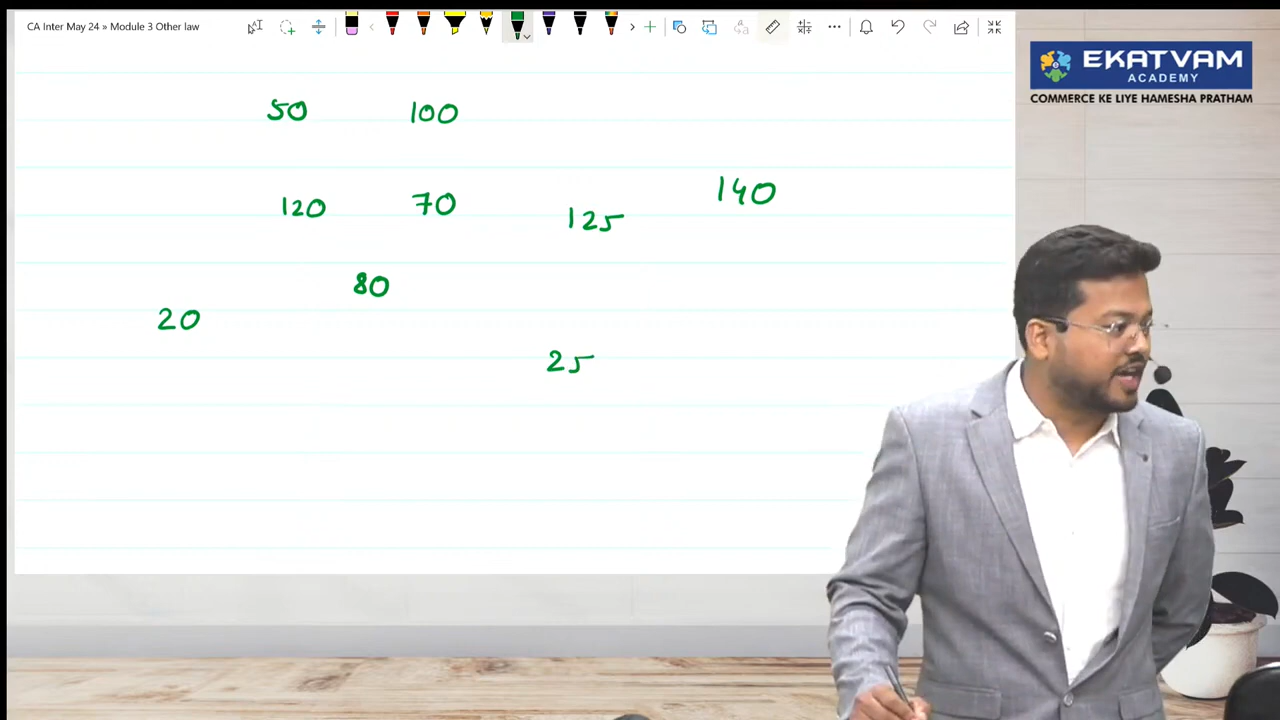 CA Inter May 24 » Module 3 Other law
EKATVAM
ACADEMY
COMMERCE KE LIYE HAMESHA PRATHAM
50 100
120 70 125 140
80
20
25